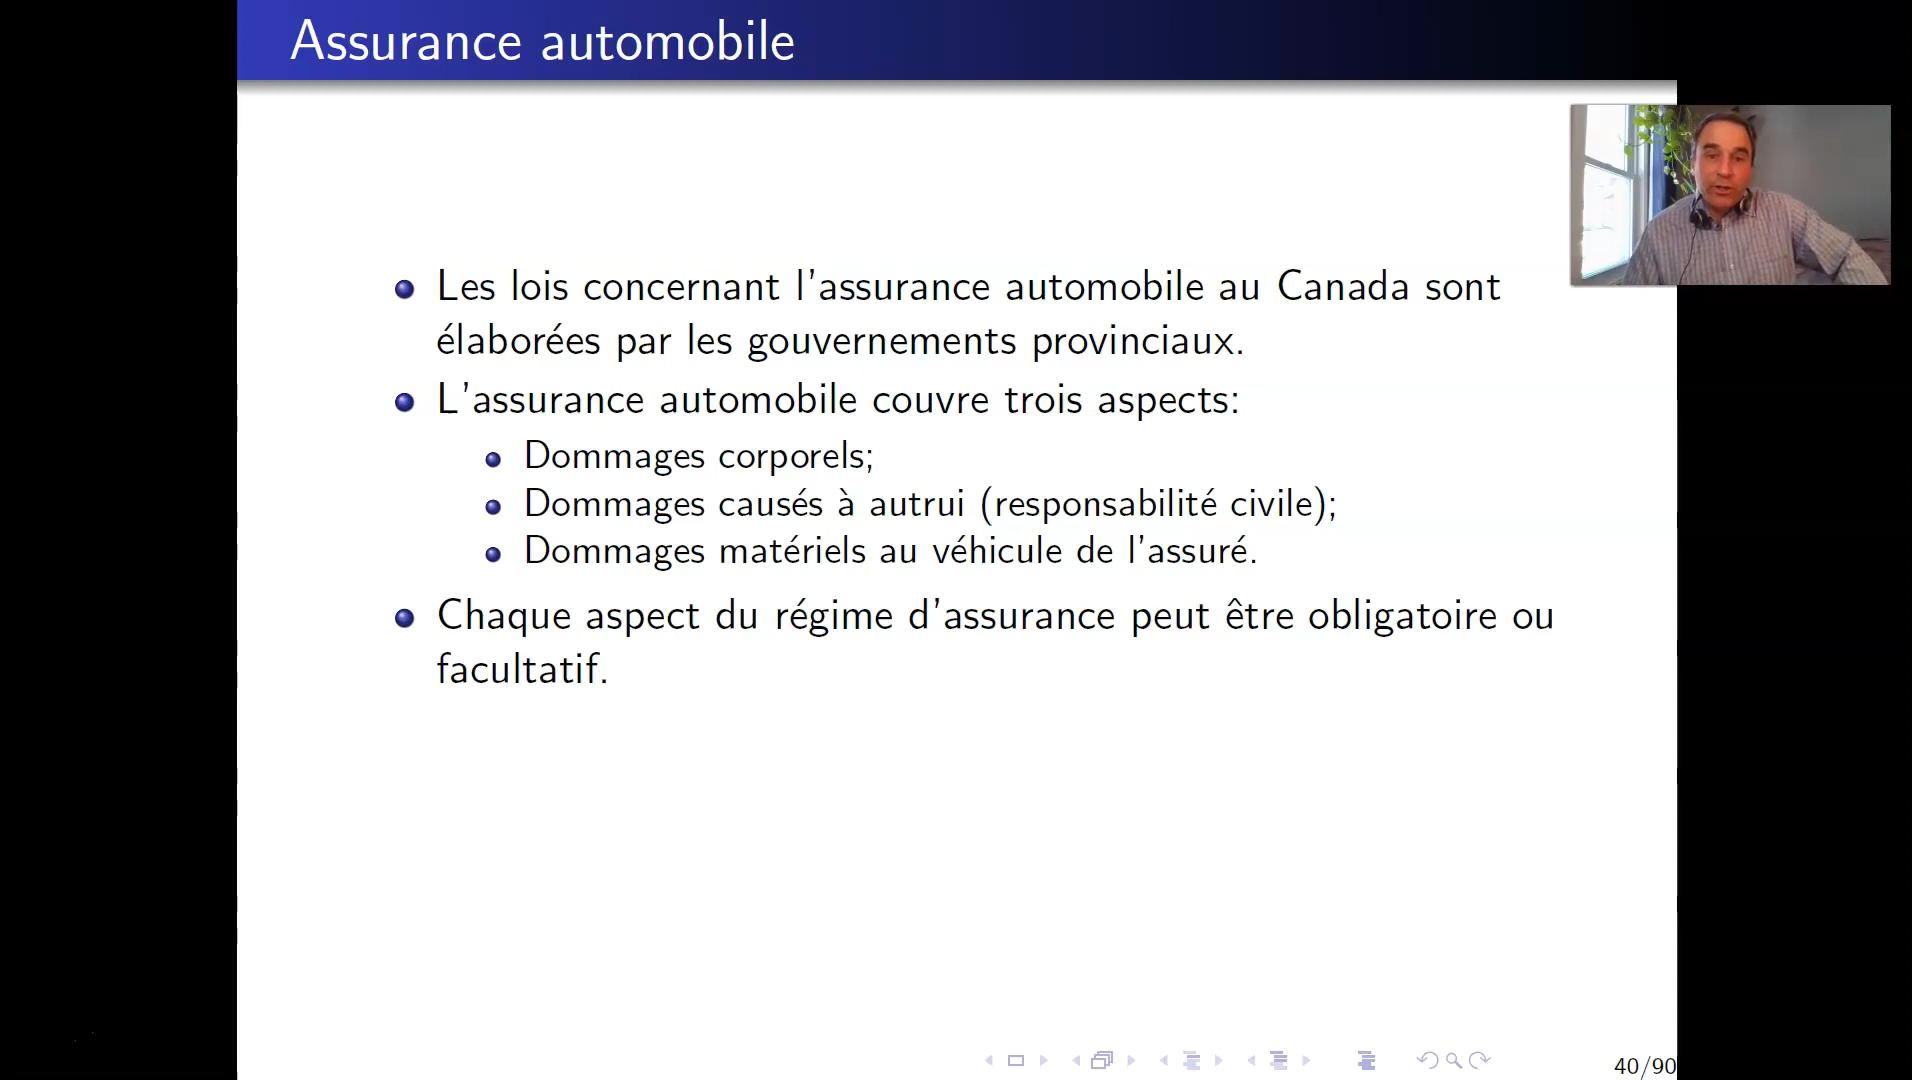 Assurance automobile
Les lois concernant l'assurance automobile au Canada sont
élaborées par les gouvernements provinciaux.
L'assurance automobile couvre trois aspects:
Dommages corporels;
Dommages causés à autrui (responsabilité civile);
Dommages matériels au véhicule de l'assuré.
Chaque aspect du régime d'assurance peut être obligatoire ou
facultatif.
40/90